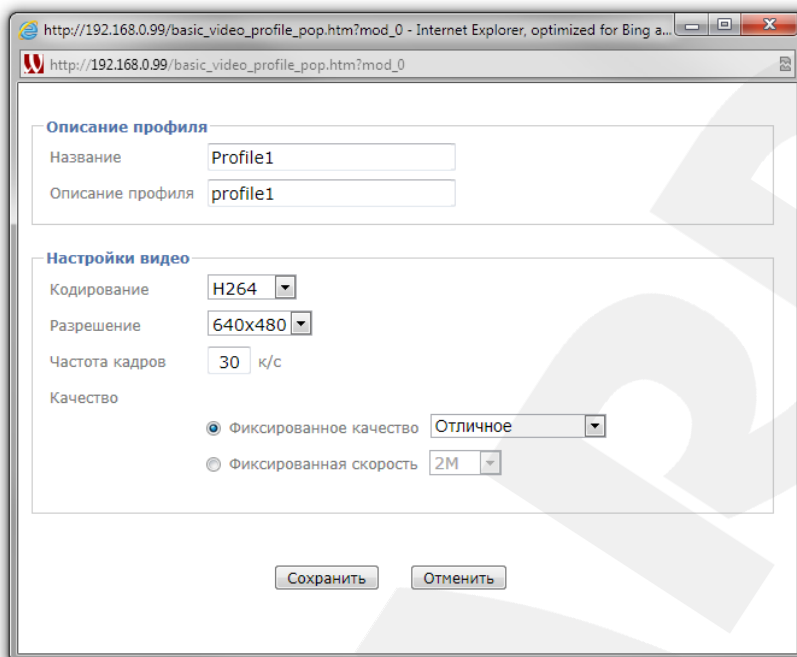 http://192.168.0.99/basic_video_profile_pop.htm?mod_0 - Internet Explorer, optimized for Bing a...
http://192.168.0.99/basic_video_profile_pop.htm?mod_0
Описание профиля
Название Profile1
Описание профиля profile1
Настройки видео
Кодирование H264
Разрешение 640x480
Частота кадров 30 к/с
Качество
Фиксированное качество Отличное
Фиксированная скорость 2M
Сохранить Отменить